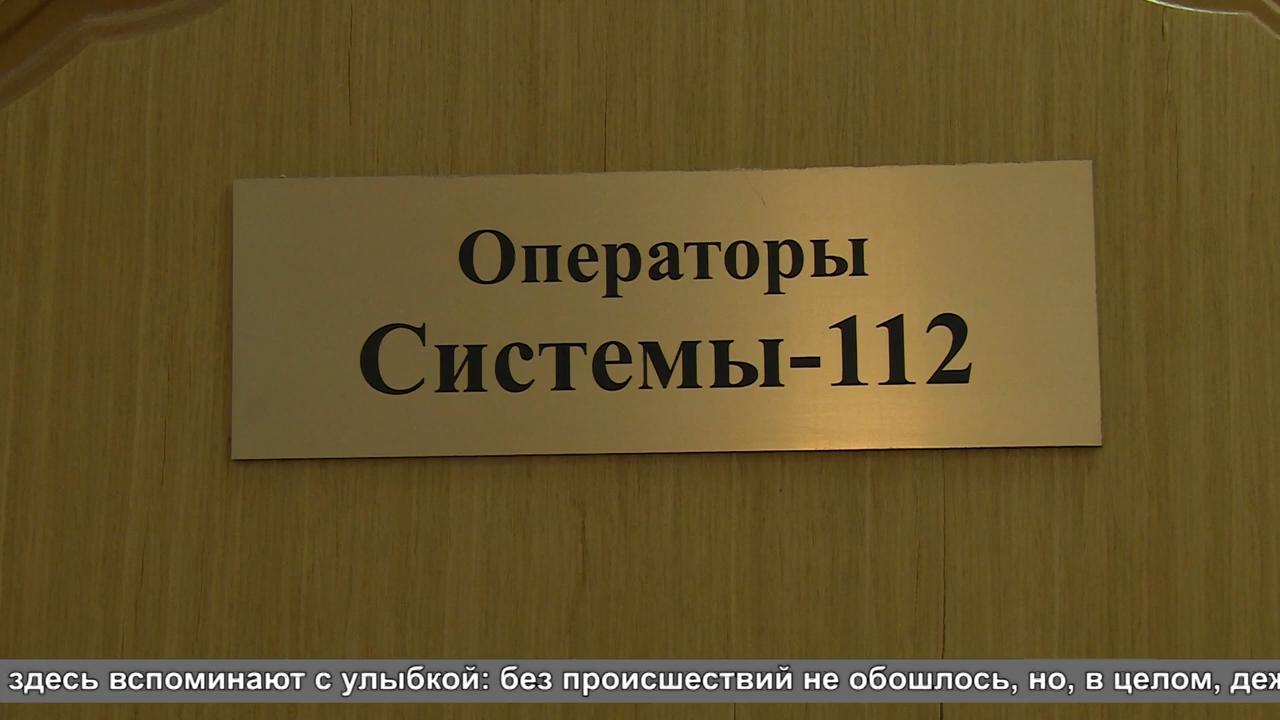 Операторы
Системы-112
здесь вспоминают с улыбкой: без происшествий не обошлось, но, в целом,